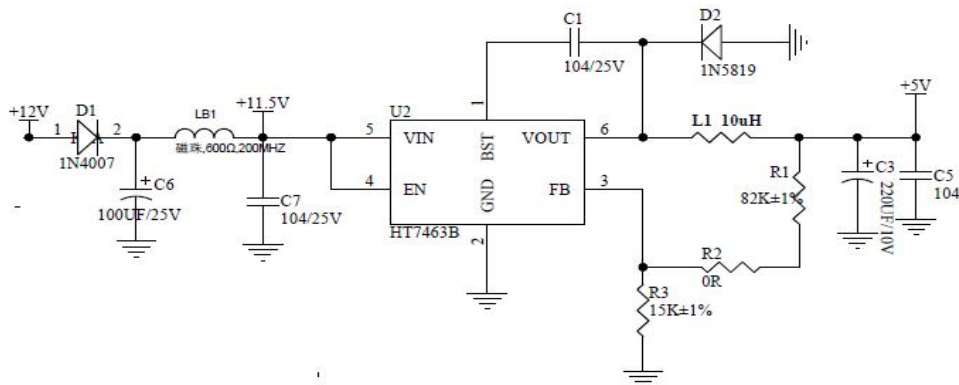 C1
104/25V
D2
1N5819
+5V
+12V
D1
1
2
1N4007
LB1
磁珠,600Ω,200MHZ
+11.5V
U2
1
5
VIN
BST
VOUT
6
L1 10uH
4
EN
GND
FB
3
HT7463B
2
C6
100UF/25V
C7
104/25V
R1
82K±1%
C3
220UF/10V
C5
104
R2
0R
R3
15K±1%